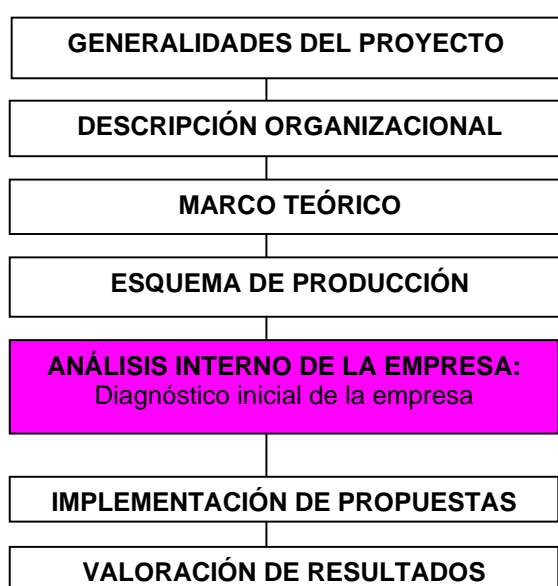 GENERALIDADES DEL PROYECTO
DESCRIPCIÓN ORGANIZACIONAL
MARCO TEÓRICO
ESQUEMA DE PRODUCCIÓN
ANÁLISIS INTERNO DE LA EMPRESA:
Diagnóstico inicial de la empresa
IMPLEMENTACIÓN DE PROPUESTAS
VALORACIÓN DE RESULTADOS